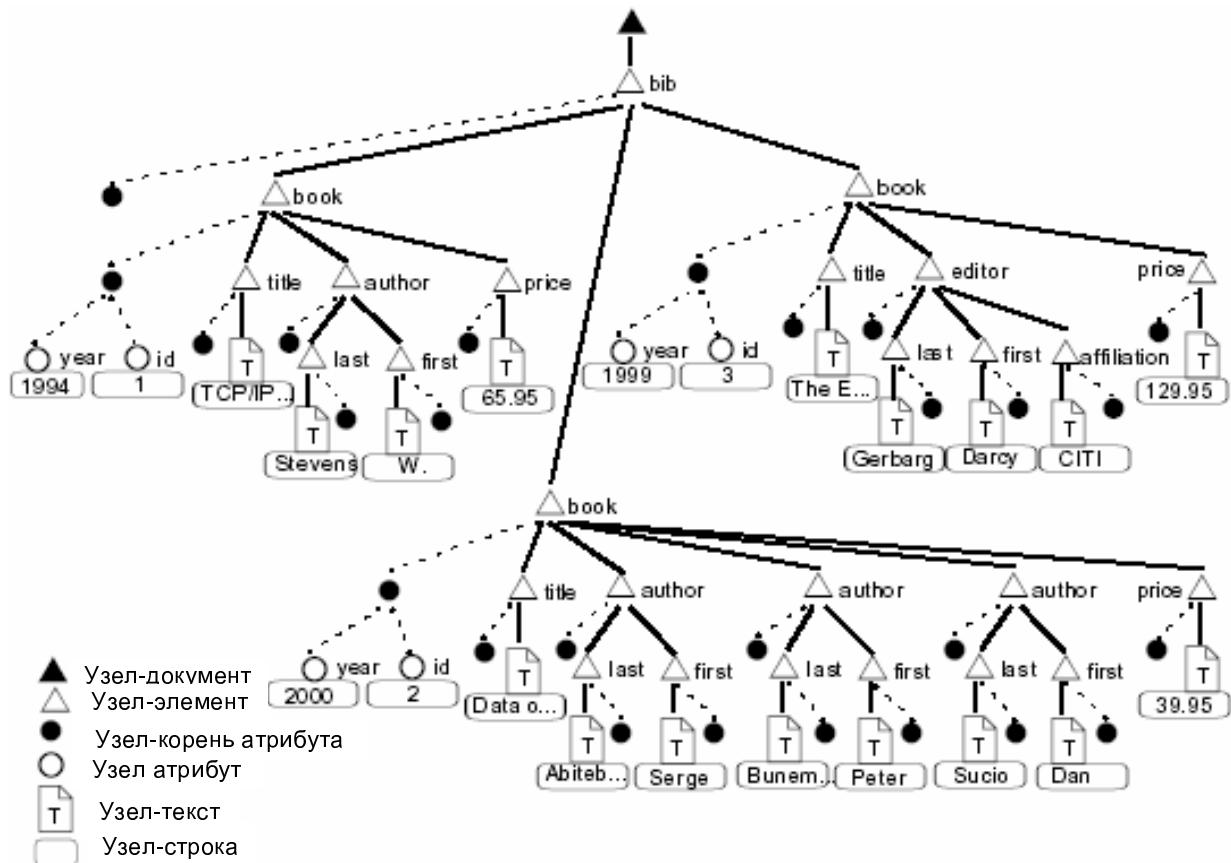 bib
book
book
title
author
price
title
editor
price
year
id
last
first
year
id
last
first
affiliation
T
T
T
T
1994
1
TCP/IP...
65.95
1999
3
The E...
129.95
T
T
T
T
T
Stevens
W.
Gerbarg
Darcy
CITI
book
title
author
author
author
price
year
id
last
first
last
first
last
first
T
T
2000
2
Data o...
39.95
T
T
T
T
T
T
Abiteb...
Serge
Bunem...
Peter
Sucio
Dan
Узел-документ
Узел-элемент
Узел-корень атрибута
Узел атрибут
T
Узел-текст
Узел-строка